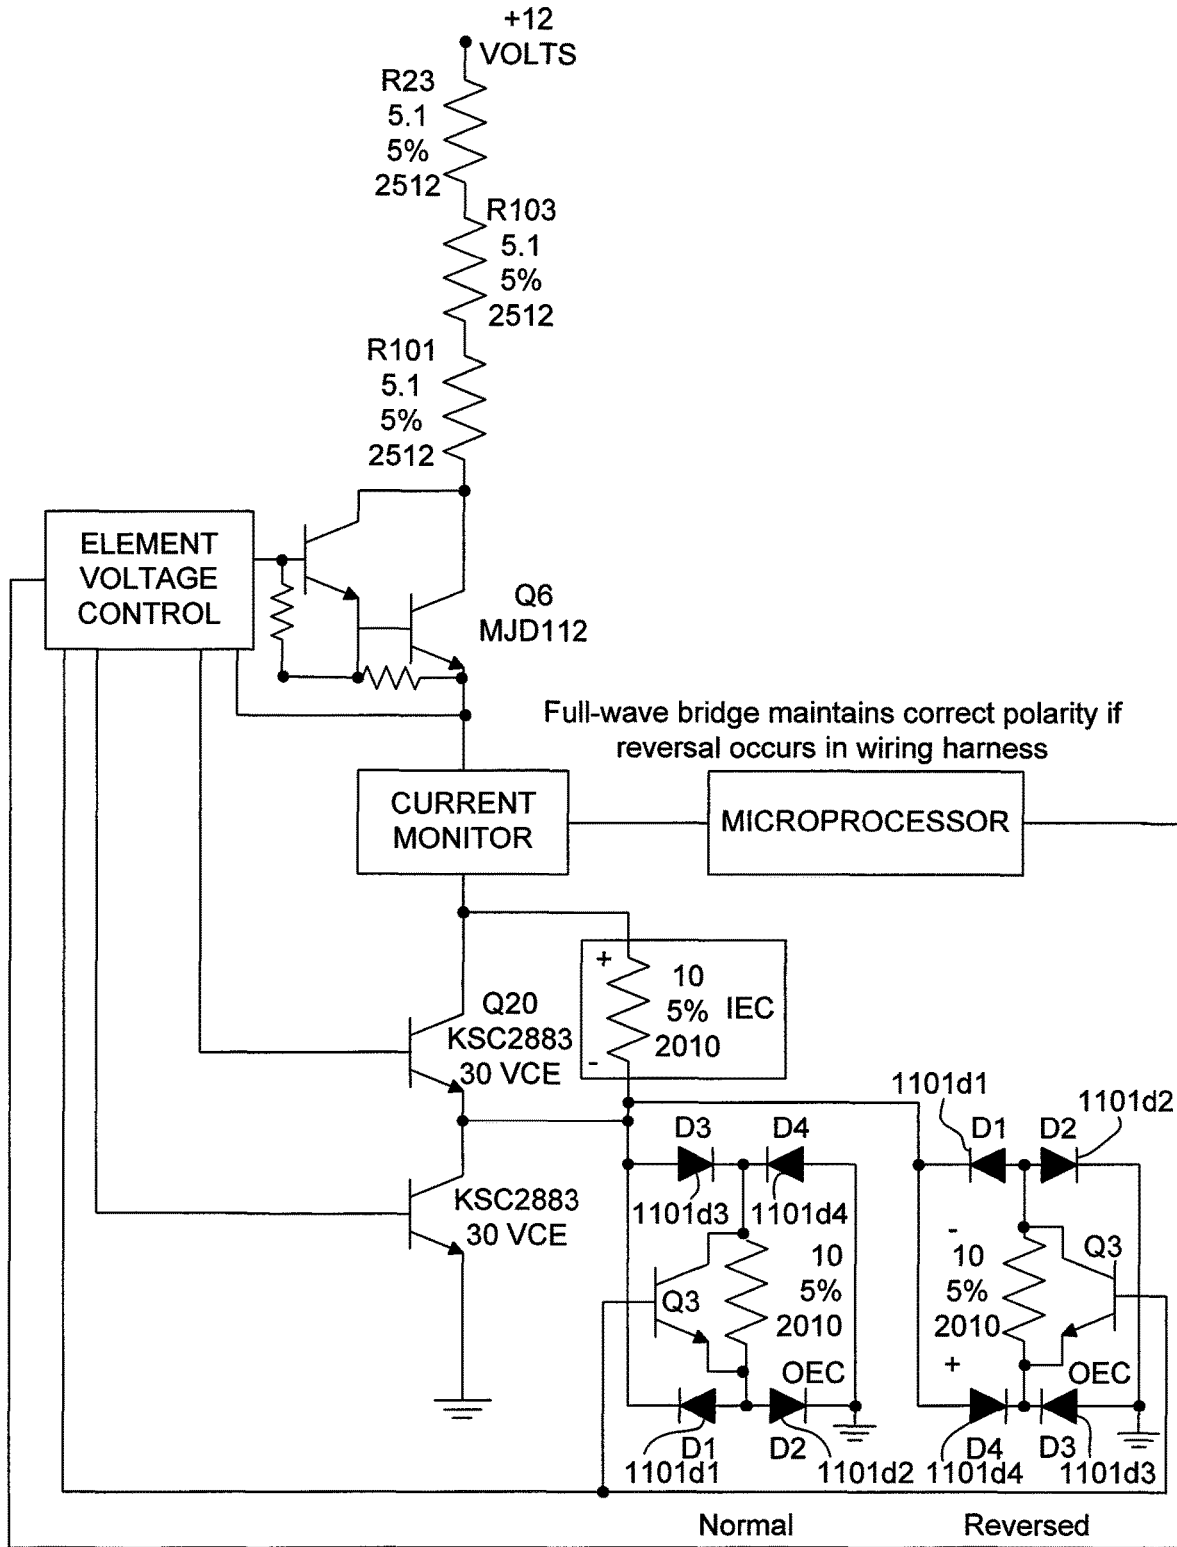 +12
VOLTS
R23
5.1
5%
2512
R103
5.1
5%
2512
R101
5.1
5%
2512
ELEMENT
VOLTAGE
CONTROL
Q6
MJD112
Full-wave bridge maintains correct polarity if
reversal occurs in wiring harness
CURRENT
MONITOR
MICROPROCESSOR
+
10
5%
2010
-
IEC
Q20
KSC2883
30 VCE
KSC2883
30 VCE
1101d1
1101d2
D3
D4
D1
D2
1101d3
1101d4
Q3
10
5%
2010
OEC
D1
D2
1101d1
1101d2
-
10
5%
2010
+
Q3
OEC
D4
D3
1101d4
1101d3
Normal
Reversed